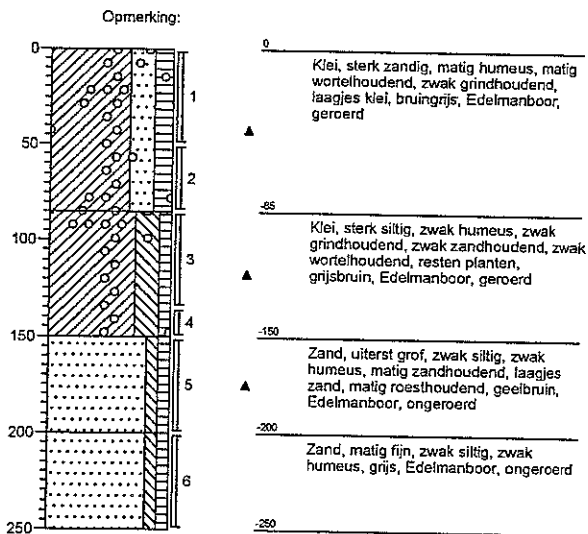 Opmerking:
0
50
100
150
200
250
1
2
3
4
5
6
0
Klei, sterk zandig, matig humeus, matig
wortelhoudend, zwak grindhoudend,
laagjes klei, bruingrijs, Edelmanboor,
geroerd
-85
Klei, sterk siltig, zwak humeus, zwak
grindhoudend, zwak zandhoudend, zwak
wortelhoudend, resten planten,
grijsbruin, Edelmanboor, geroerd
-150
Zand, uiterst grof, zwak siltig, zwak
humeus, matig zandhoudend, laagjes
zand, matig roesthoudend, geelbruin,
Edelmanboor, ongeroerd
-200
Zand, matig fijn, zwak siltig, zwak
humeus, grijs, Edelmanboor, ongeroerd
-250